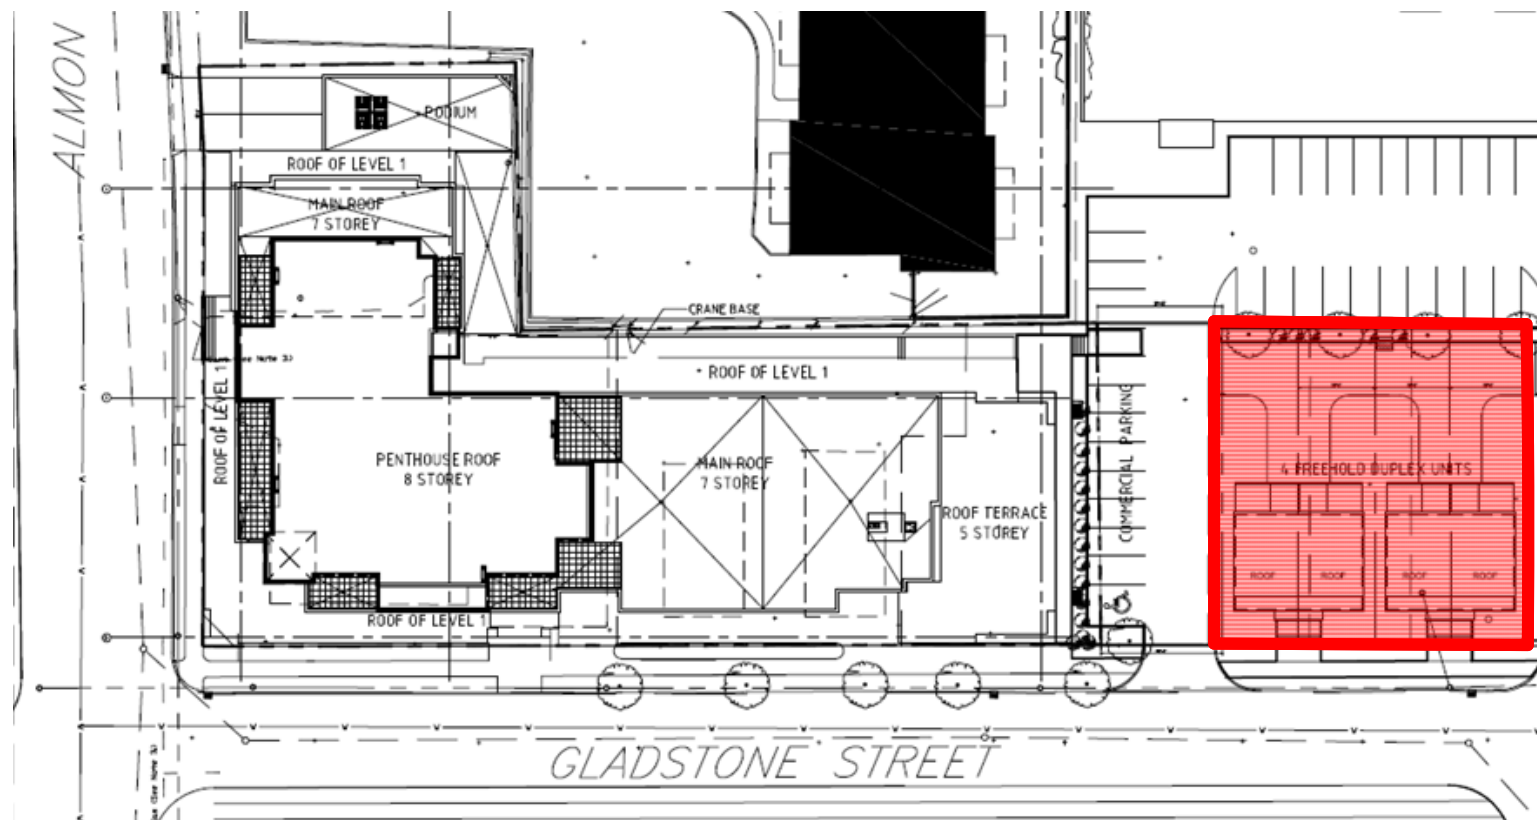 ALMON
PODIUM
ROOF OF LEVEL 1
MAIN ROOF
7 STOREY
CRANE BASE
ROOF OF LEVEL 1
ROOF OF LEVEL 1
PENTHOUSE ROOF
8 STOREY
MAIN ROOF
7 STOREY
ROOF TERRACE
5 STOREY
COMMERCIAL PARKING
4 FREEHOLD DUPLEX UNITS
ROOF
ROOF
ROOF
ROOF
ROOF OF LEVEL 1
GLADSTONE STREET